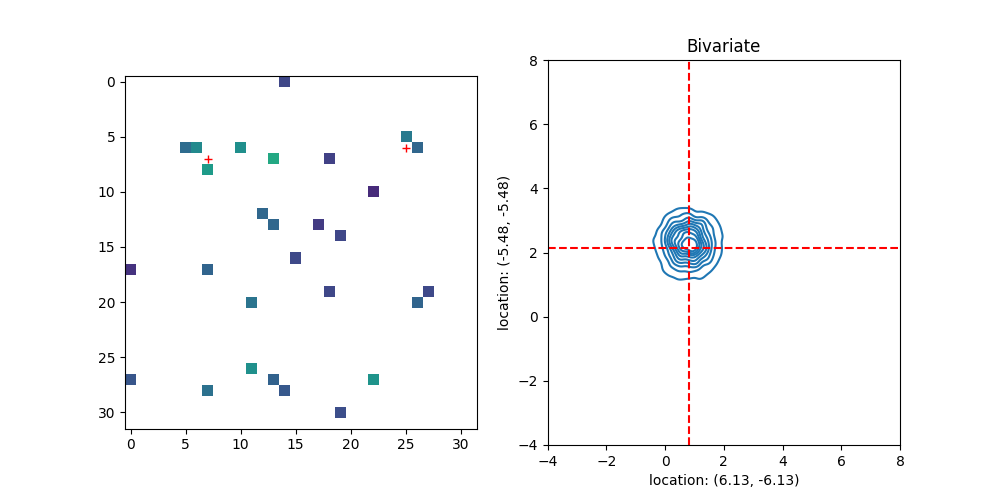 Bivariate
0
5
10
15
20
25
30
0 5 10 15 20 25 30
location: (-5.48, -5.48)
8
6
4
2
0
−2
−4
−4 −2 0 2 4 6 8
location: (6.13, -6.13)